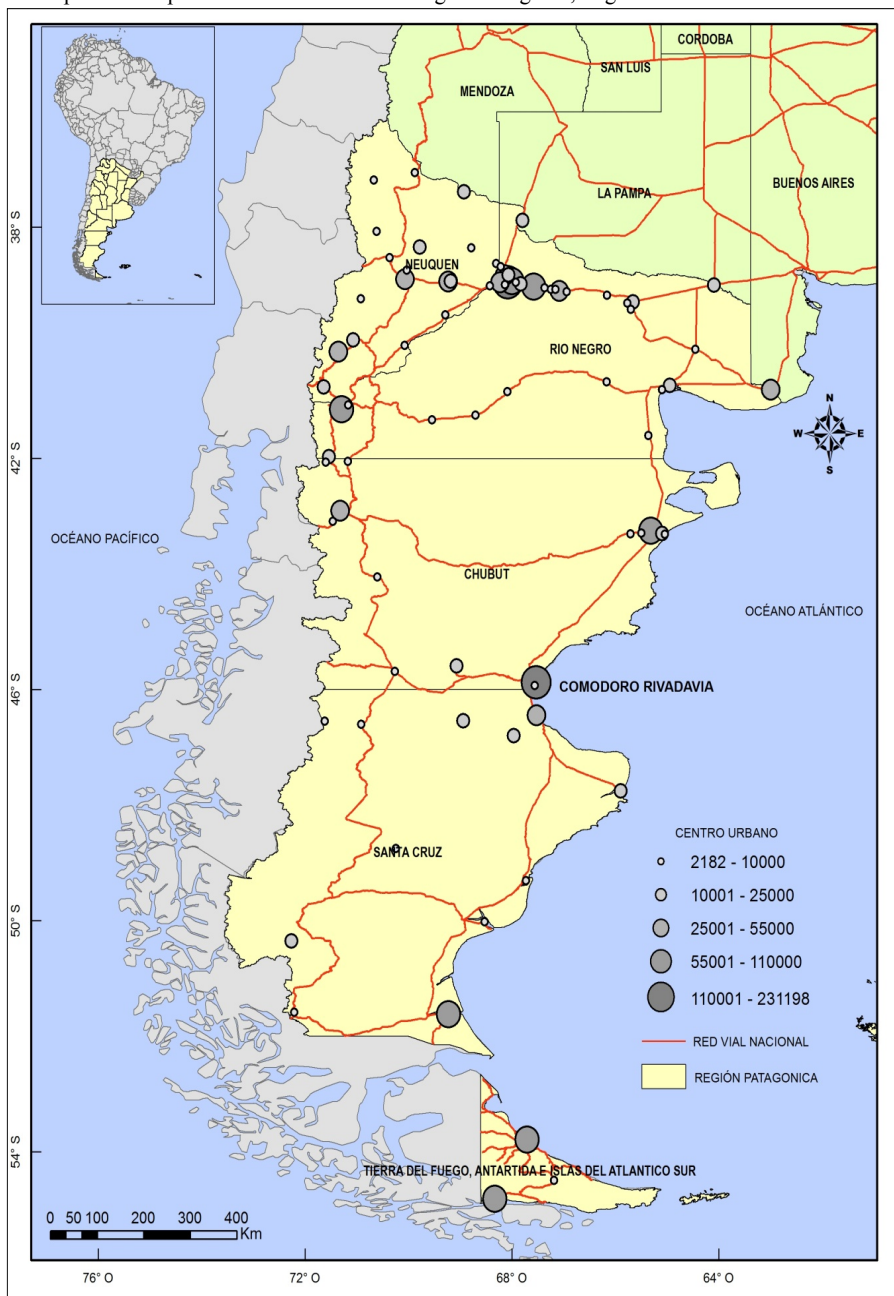 CORDOBA
SAN LUIS
MENDOZA
LA PAMPA
BUENOS AIRES
38° S
NEUQUEN
RIO NEGRO
N
W E
S
42° S
OCÉANO PACÍFICO
CHUBUT
OCÉANO ATLÁNTICO
46° S
COMODORO RIVADAVIA
CENTRO URBANO
2182 - 10000
10001 - 25000
25001 - 55000
55001 - 110000
110001 - 231198
RED VIAL NACIONAL
REGIÓN PATAGONICA
SANTA CRUZ
50° S
54° S
TIERRA DEL FUEGO, ANTARTIDA E ISLAS DEL ATLANTICO SUR
0 50 100 200 300 400
Km
76° O 72° O 68° O 64° O